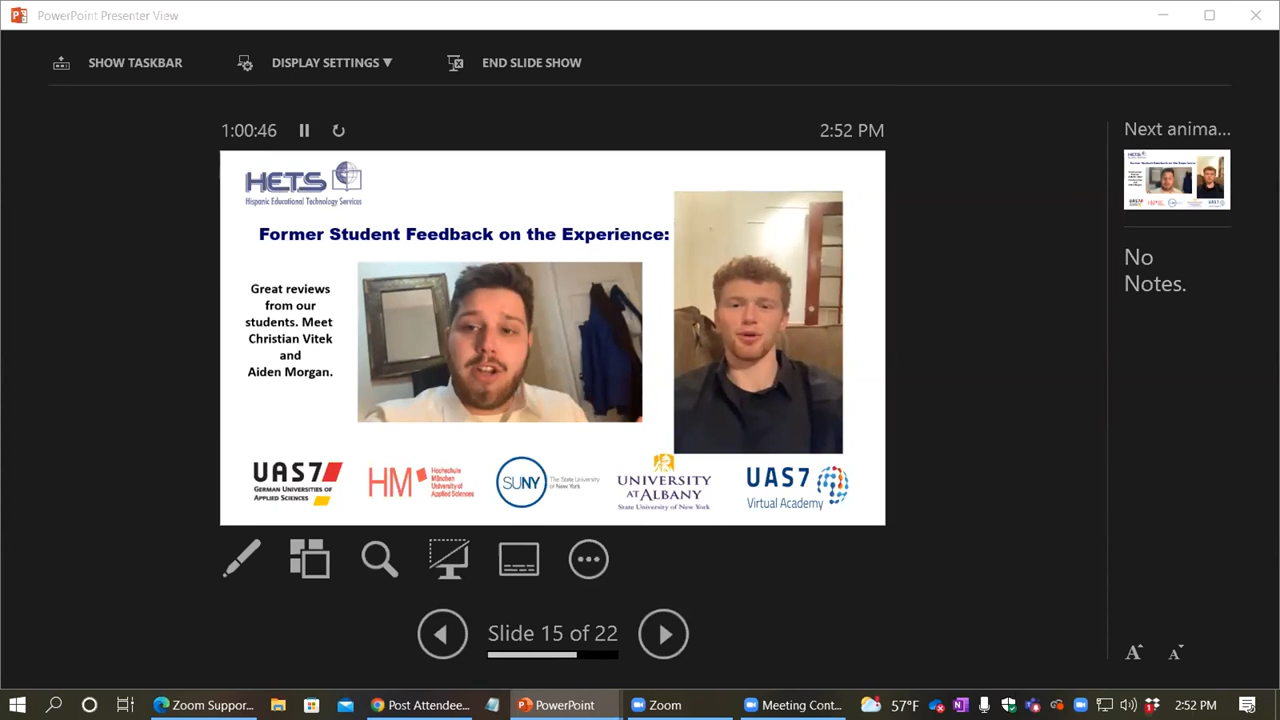 PowerPoint Presenter View
SHOW TASKBAR
DISPLAY SETTINGS ▼
END SLIDE SHOW
1:00:46
2:52 PM
Next anima...
HETS
Hispanic Educational Technology Services
Former Student Feedback on the Experience:
Great reviews
from our
students. Meet
Christian Vitek
and
Aiden Morgan.
UAS7
GERMAN UNIVERSITIES OF
APPLIED SCIENCES
HM
Hochschule
München
University of
Applied Sciences
SUNY
The State University
of New York
UNIVERSITY
AT ALBANY
State University of New York
UAS7
Virtual Academy
No
Notes.
Slide 15 of 22
A
A
Zoom Suppor...
Post Attendee...
PowerPoint
Zoom
Meeting Cont...
57°F
2:52 PM